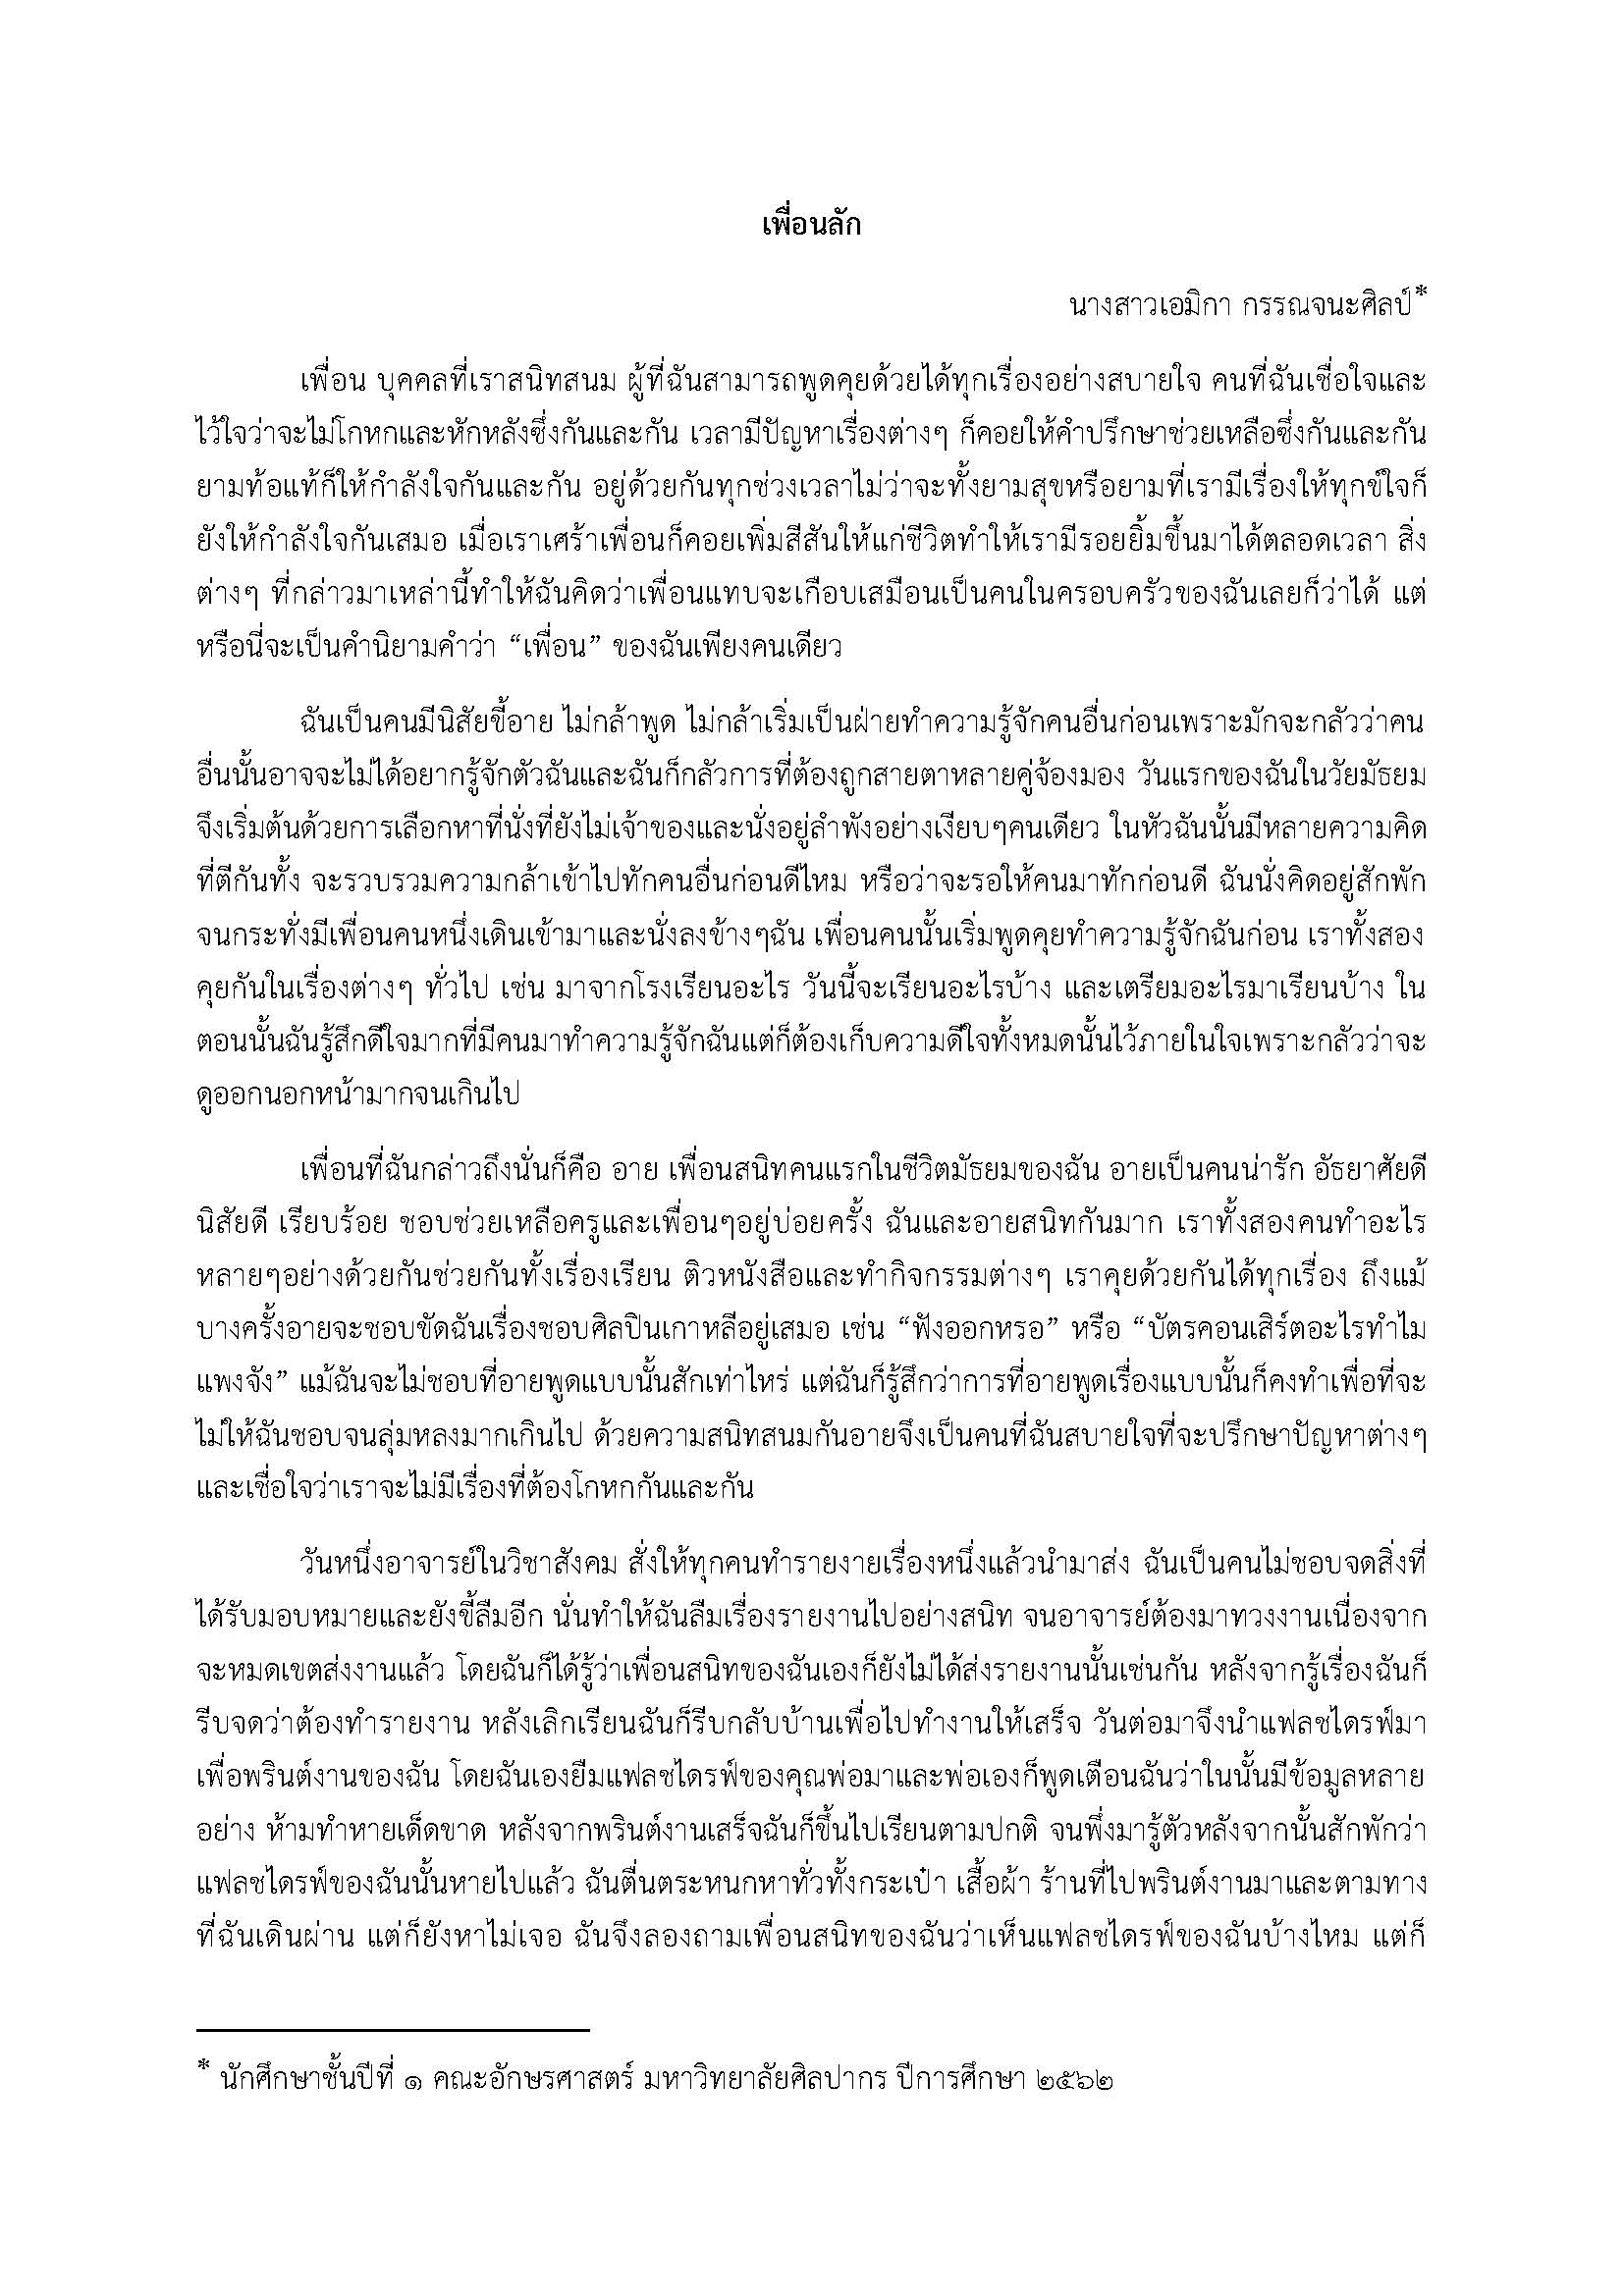 เพื่อนลัก
นางสาวเอมิกา กรรณจนะศิลป์*
เพื่อน บุคคลที่เราสนิทสนม ผู้ที่ฉันสามารถพูดคุยด้วยได้ทุกเรื่องอย่างสบายใจ คนที่ฉันเชื่อใจและ
ไว้ใจว่าจะไม่โกหกและหักหลังซึ่งกันและกัน เวลามีปัญหาเรื่องต่างๆ ก็คอยให้คำปรึกษาช่วยเหลือซึ่งกันและกัน
ยามท้อแท้ก็ให้กำลังใจกันและกัน อยู่ด้วยกันทุกช่วงเวลาไม่ว่าจะทั้งยามสุขหรือยามที่เรามีเรื่องให้ทุกข์ใจก็
ยังให้กำลังใจกันเสมอ เมื่อเราเศร้าเพื่อนก็คอยเพิ่มสีสันให้แก่ชีวิตทำให้เรามีรอยยิ้มขึ้นมาได้ตลอดเวลา สิ่ง
ต่างๆ ที่กล่าวมาเหล่านี้ทำให้ฉันคิดว่าเพื่อนแทบจะเกือบเสมือนเป็นคนในครอบครัวของฉันเลยก็ว่าได้ แต่
หรือนี่จะเป็นคำนิยามคำว่า “เพื่อน” ของฉันเพียงคนเดียว
ฉันเป็นคนมีนิสัยขี้อาย ไม่กล้าพูด ไม่กล้าเริ่มเป็นฝ่ายทำความรู้จักคนอื่นก่อนเพราะมักจะกลัวว่าคน
อื่นนั้นอาจจะไม่ได้อยากรู้จักตัวฉันและฉันก็กลัวการที่ต้องถูกสายตาหลายคู่จ้องมอง วันแรกของฉันในวัยมัธยม
จึงเริ่มต้นด้วยการเลือกหาที่นั่งที่ยังไม่เจ้าของและนั่งอยู่ลำพังอย่างเงียบๆคนเดียว ในหัวฉันนั้นมีหลายความคิด
ที่ตีกันทั้ง จะรวบรวมความกล้าเข้าไปทักคนอื่นก่อนดีไหม หรือว่าจะรอให้คนมาทักก่อนดี ฉันนั่งคิดอยู่สักพัก
จนกระทั่งมีเพื่อนคนหนึ่งเดินเข้ามาและนั่งลงข้างๆฉัน เพื่อนคนนั้นเริ่มพูดคุยทำความรู้จักฉันก่อน เราทั้งสอง
คุยกันในเรื่องต่างๆ ทั่วไป เช่น มาจากโรงเรียนอะไร วันนี้จะเรียนอะไรบ้าง และเตรียมอะไรมาเรียนบ้าง ใน
ตอนนั้นฉันรู้สึกดีใจมากที่มีคนมาทำความรู้จักฉันแต่ก็ต้องเก็บความดีใจทั้งหมดนั้นไว้ภายในใจเพราะกลัวว่าจะ
ดูออกนอกหน้ามากจนเกินไป
เพื่อนที่ฉันกล่าวถึงนั่นก็คือ อาย เพื่อนสนิทคนแรกในชีวิตมัธยมของฉัน อายเป็นคนน่ารัก อัธยาศัยดี
นิสัยดี เรียบร้อย ชอบช่วยเหลือครูและเพื่อนๆอยู่บ่อยครั้ง ฉันและอายสนิทกันมาก เราทั้งสองคนทำอะไร
หลายๆอย่างด้วยกันช่วยกันทั้งเรื่องเรียน ติวหนังสือและทำกิจกรรมต่างๆ เราคุยด้วยกันได้ทุกเรื่อง ถึงแม้
บางครั้งอายจะชอบขัดฉันเรื่องชอบศิลปินเกาหลีอยู่เสมอ เช่น “ฟังออกหรอ” หรือ “บัตรคอนเสิร์ตอะไรทำไม
แพงจัง” แม้ฉันจะไม่ชอบที่อายพูดแบบนั้นสักเท่าไหร่ แต่ฉันก็รู้สึกว่าการที่อายพูดเรื่องแบบนั้นก็คงทำเพื่อที่จะ
ไม่ให้ฉันชอบจนลุ่มหลงมากเกินไป ด้วยความสนิทสนมกันอายจึงเป็นคนที่ฉันสบายใจที่จะปรึกษาปัญหาต่างๆ
และเชื่อใจว่าเราจะไม่มีเรื่องที่ต้องโกหกกันและกัน
วันหนึ่งอาจารย์ในวิชาสังคม สั่งให้ทุกคนทำรายงายเรื่องหนึ่งแล้วนำมาส่ง ฉันเป็นคนไม่ชอบจดสิ่งที่
ได้รับมอบหมายและยังขี้ลืมอีก นั่นทำให้ฉันลืมเรื่องรายงานไปอย่างสนิท จนอาจารย์ต้องมาทวงงานเนื่องจาก
จะหมดเขตส่งงานแล้ว โดยฉันก็ได้รู้ว่าเพื่อนสนิทของฉันเองก็ยังไม่ได้ส่งรายงานนั้นเช่นกัน หลังจากรู้เรื่องฉันก็
รีบจดว่าต้องทำรายงาน หลังเลิกเรียนฉันก็รีบกลับบ้านเพื่อไปทำงานให้เสร็จ วันต่อมาจึงนำแฟลชไดรฟ์มา
เพื่อพรินต์งานของฉัน โดยฉันเองยืมแฟลชไดรฟ์ของคุณพ่อมาและพ่อเองก็พูดเตือนฉันว่าในนั้นมีข้อมูลหลาย
อย่าง ห้ามทำหายเด็ดขาด หลังจากพรินต์งานเสร็จฉันก็ขึ้นไปเรียนตามปกติ จนพึ่งมารู้ตัวหลังจากนั้นสักพักว่า
แฟลชไดรฟ์ของฉันนั้นหายไปแล้ว ฉันตื่นตระหนกหาทั่วทั้งกระเป๋า เสื้อผ้า ร้านที่ไปพรินต์งานมาและตามทาง
ที่ฉันเดินผ่าน แต่ก็ยังหาไม่เจอ ฉันจึงลองถามเพื่อนสนิทของฉันว่าเห็นแฟลชไดรฟ์ของฉันบ้างไหม แต่ก็
* นักศึกษาชั้นปีที่ ๑ คณะอักษรศาสตร์ มหาวิทยาลัยศิลปากร ปีการศึกษา ๒๕๖๒